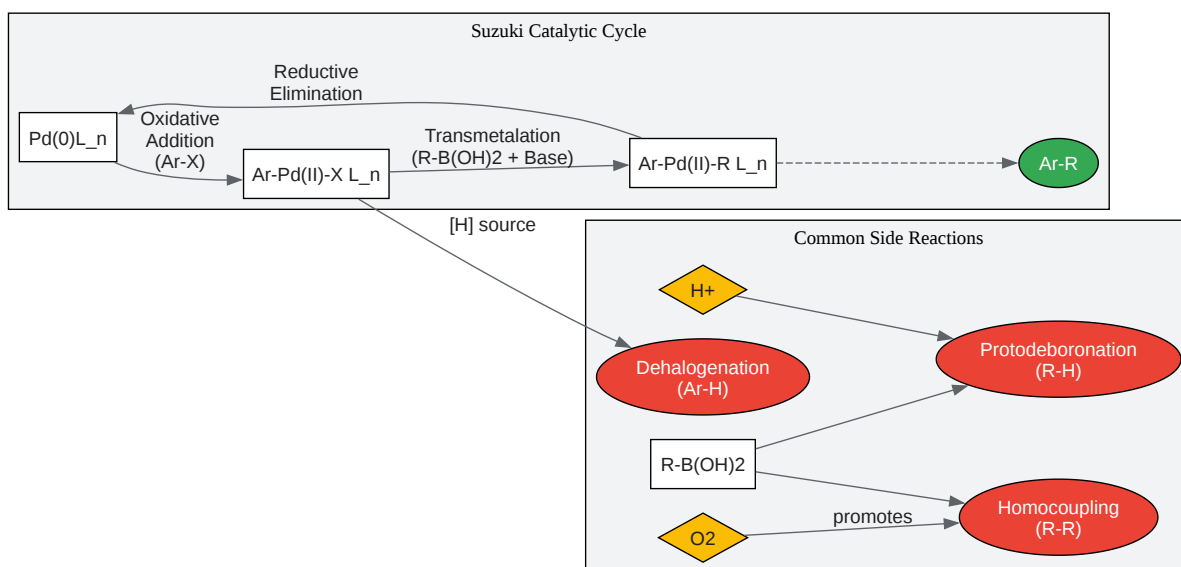 Suzuki Catalytic Cycle
Reductive
Elimination
Pd(0)L_n
Oxidative
Addition
(Ar-X)
Ar-Pd(II)-X L_n
Transmetalation
(R-B(OH)2 + Base)
Ar-Pd(II)-R L_n
Ar-R
[H] source
Common Side Reactions
H+
Dehalogenation
(Ar-H)
Protodeboronation
(R-H)
R-B(OH)2
O2
promotes
Homocoupling
(R-R)